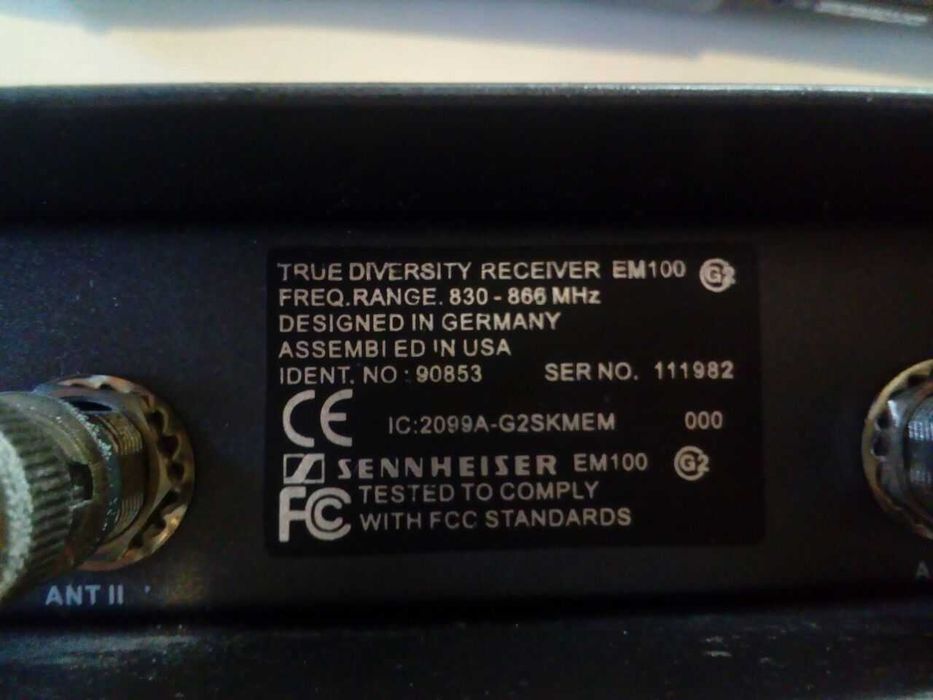 TRUE DIVERSITY RECEIVER EM100 G2
FREQ.RANGE. 830 - 866 MHz
DESIGNED IN GERMANY
ASSEMBLED IN USA
IDENT. NO : 90853 SER NO. 111982
CE IC:2099A-G2SKMEM 000
SENNHEISER EM100 G2
FC TESTED TO COMPLY
WITH FCC STANDARDS
ANT II